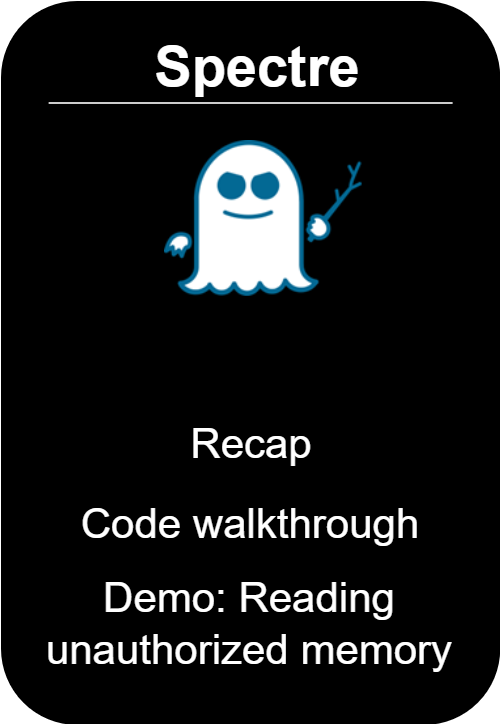 Spectre
Recap
Code walkthrough
Demo: Reading
unauthorized memory